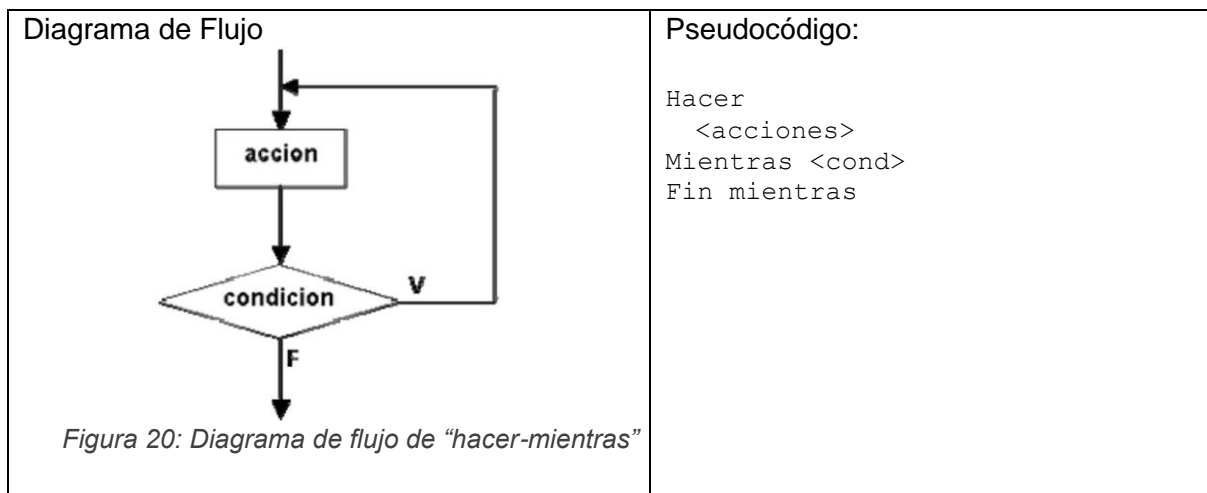 Diagrama de Flujo
accion
condicion
V
F
Figura 20: Diagrama de flujo de “hacer-mientras”
Pseudocódigo:
Hacer
<acciones>
Mientras <cond>
Fin mientras